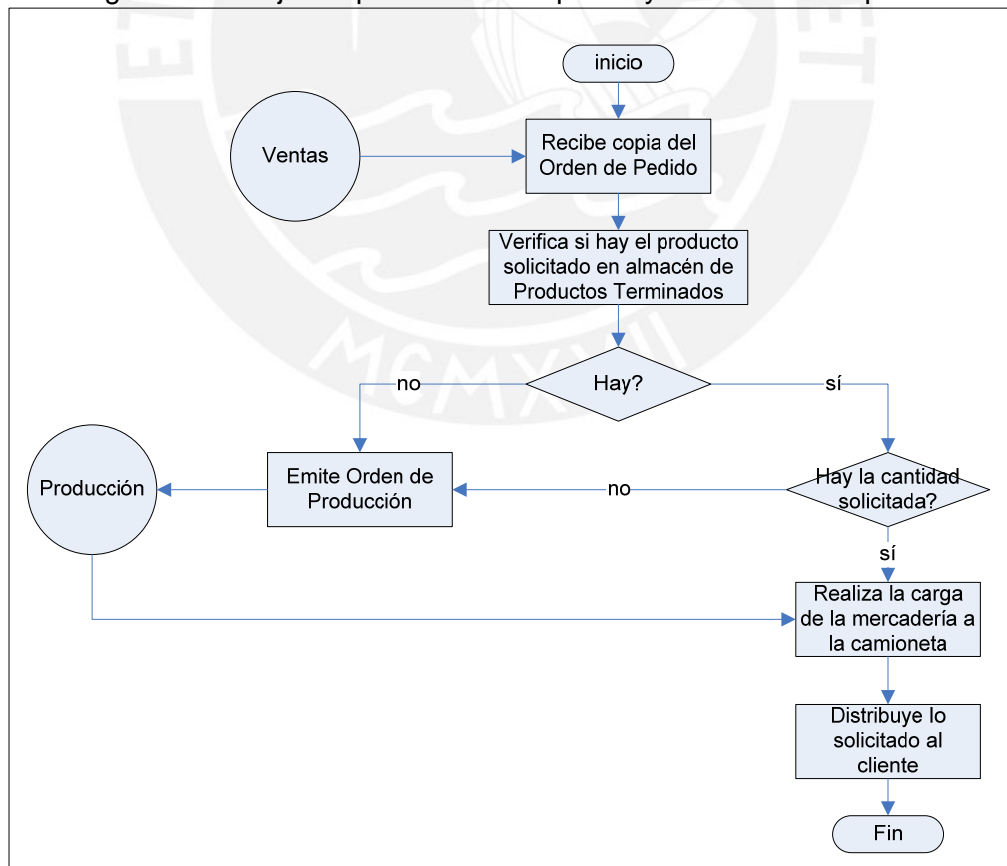 inicio
Ventas
Recibe copia del
Orden de Pedido
Verifica si hay el producto
solicitado en almacén de
Productos Terminados
MCMXVII
Hay?
no
sí
Producción
Emite Orden de
Producción
no
Hay la cantidad
solicitada?
sí
Realiza la carga
de la mercadería a
la camioneta
Distribuye lo
solicitado al
cliente
Fin